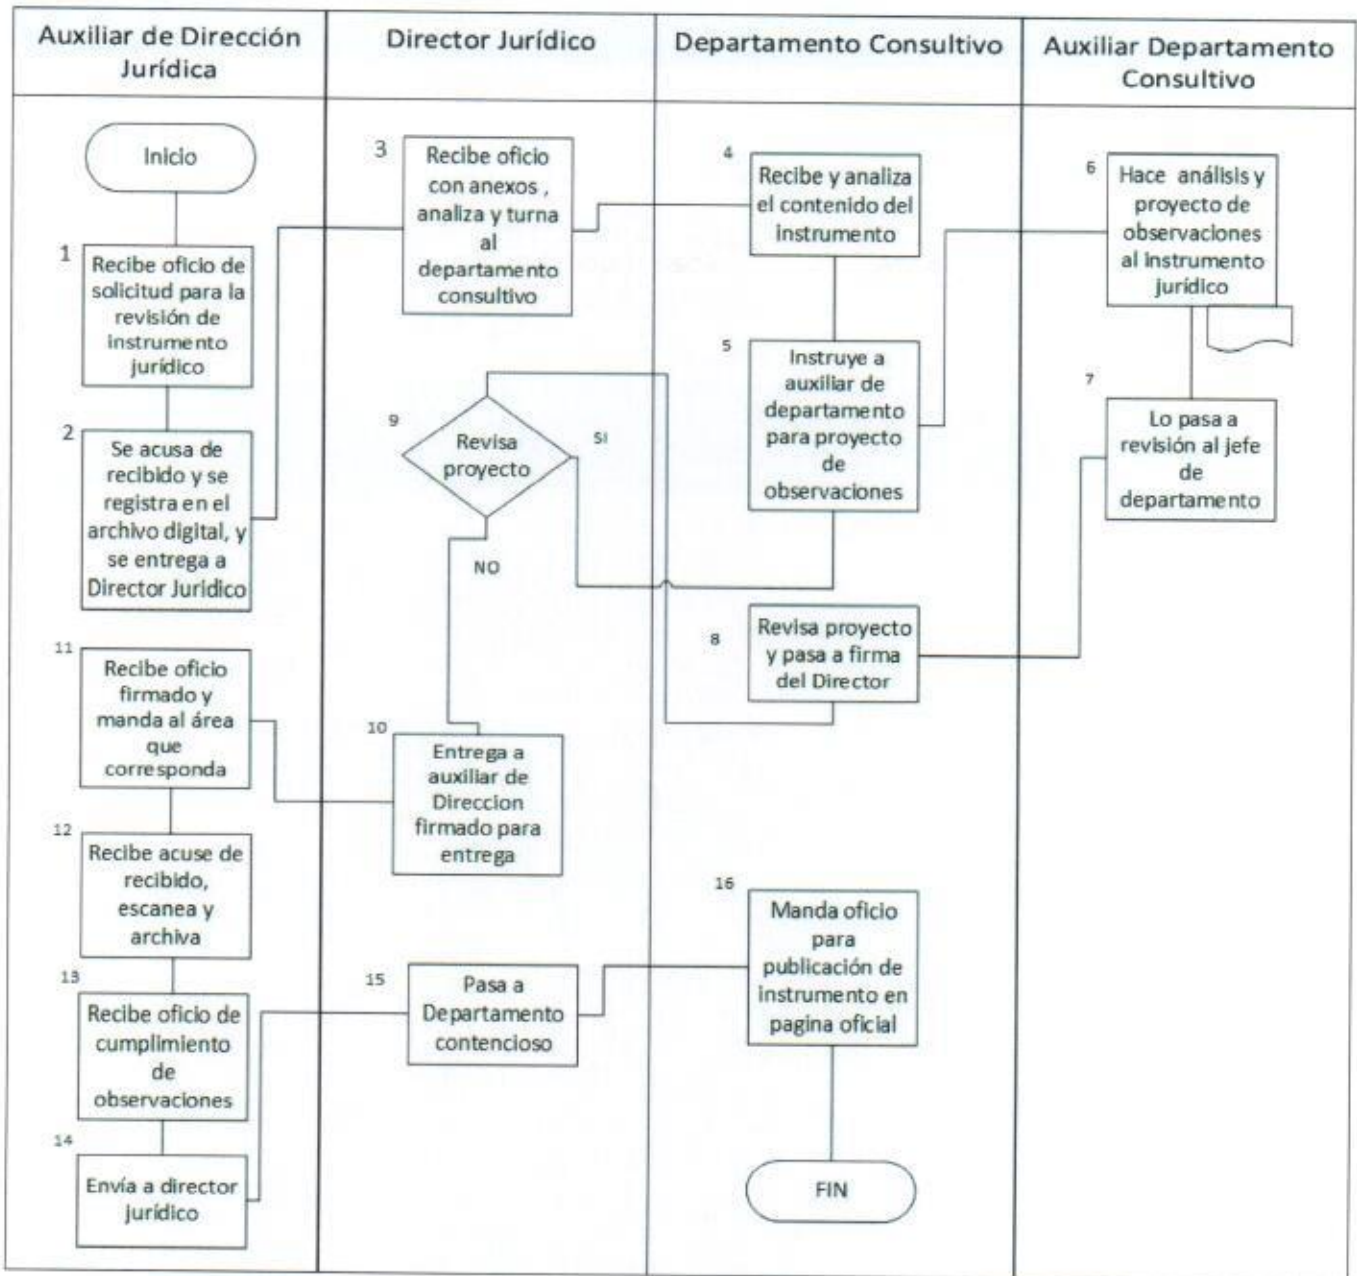 Auxiliar de Dirección
Jurídica
Director Jurídico
Departamento Consultivo
Auxiliar Departamento
Consultivo
Inicio
1
Recibe oficio de
solicitud para la
revisión de
instrumento
jurídico
2
Se acusa de
recibido y se
registra en el
archivo digital, y
se entrega a
Director Juridico
3
Recibe oficio
con anexos ,
analiza y turna
al
departamento
consultivo
4
Recibe y analiza
el contenido del
instrumento
5
Instruye a
auxiliar de
departamento
para proyecto
de
observaciones
6
Hace análisis y
proyecto de
observaciones
al instrumento
jurídico
7
Lo pasa a
revisión al jefe
de
departamento
8
Revisa proyecto
y pasa a firma
del Director
9
Revisa
proyecto
SI
NO
10
Entrega a
auxiliar de
Direccion
firmado para
entrega
11
Recibe oficio
firmado y
manda al área
que
corresponda
12
Recibe acuse de
recibido,
escanea y
archiva
13
Recibe oficio de
cumplimiento
de
observaciones
14
Envía a director
jurídico
15
Pasa a
Departamento
contencioso
16
Manda oficio
para
publicación de
instrumento en
pagina oficial
FIN